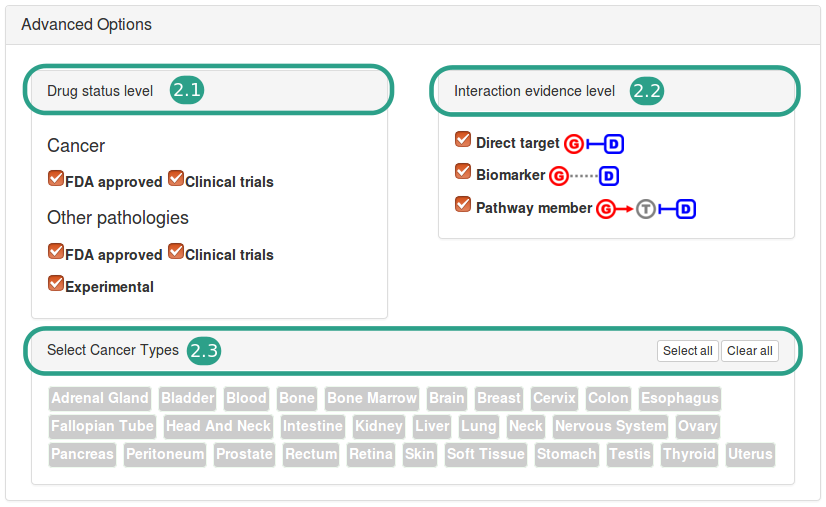 Advanced Options
Drug status level 2.1
Cancer
FDA approved Clinical trials
Other pathologies
FDA approved Clinical trials
Experimental
Interaction evidence level 2.2
Direct target G D
Biomarker G D
Pathway member G T D
Select Cancer Types 2.3 Select all Clear all
Adrenal Gland Bladder Blood Bone Bone Marrow Brain Breast Cervix Colon Esophagus
Fallopian Tube Head And Neck Intestine Kidney Liver Lung Neck Nervous System Ovary
Pancreas Peritoneum Prostate Rectum Retina Skin Soft Tissue Stomach Testis Thyroid Uterus